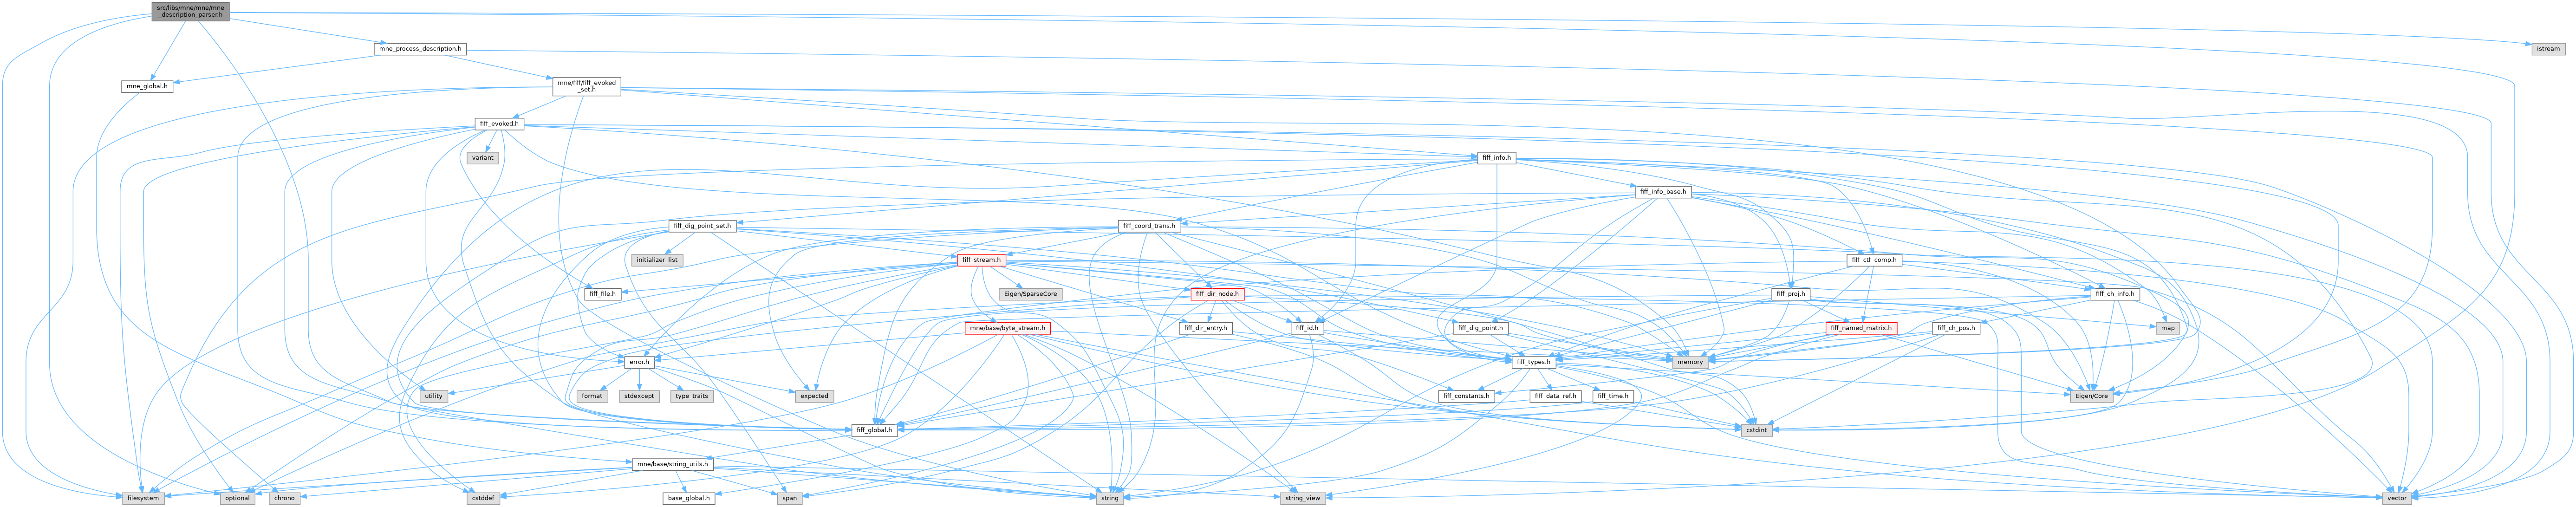 src/libs/mne/mne/mne
_description_parser.h
mne_process_description.h
istream
mne_global.h
mne/fiff/fiff_evoked
_set.h
fiff_evoked.h
variant
fiff_info.h
fiff_info_base.h
fiff_dig_point_set.h
fiff_coord_trans.h
initializer_list
fiff_stream.h
fiff_ctf_comp.h
fiff_file.h
Eigen/SparseCore
fiff_dir_node.h
fiff_proj.h
fiff_ch_info.h
mne/base/byte_stream.h
fiff_dir_entry.h
fiff_id.h
fiff_dig_point.h
fiff_named_matrix.h
fiff_ch_pos.h
map
error.h
fiff_types.h
memory
utility
format
stdexcept
type_traits
expected
fiff_constants.h
fiff_data_ref.h
fiff_time.h
Eigen/Core
fiff_global.h
cstdint
mne/base/string_utils.h
filesystem
optional
chrono
cstddef
base_global.h
span
string
string_view
vector